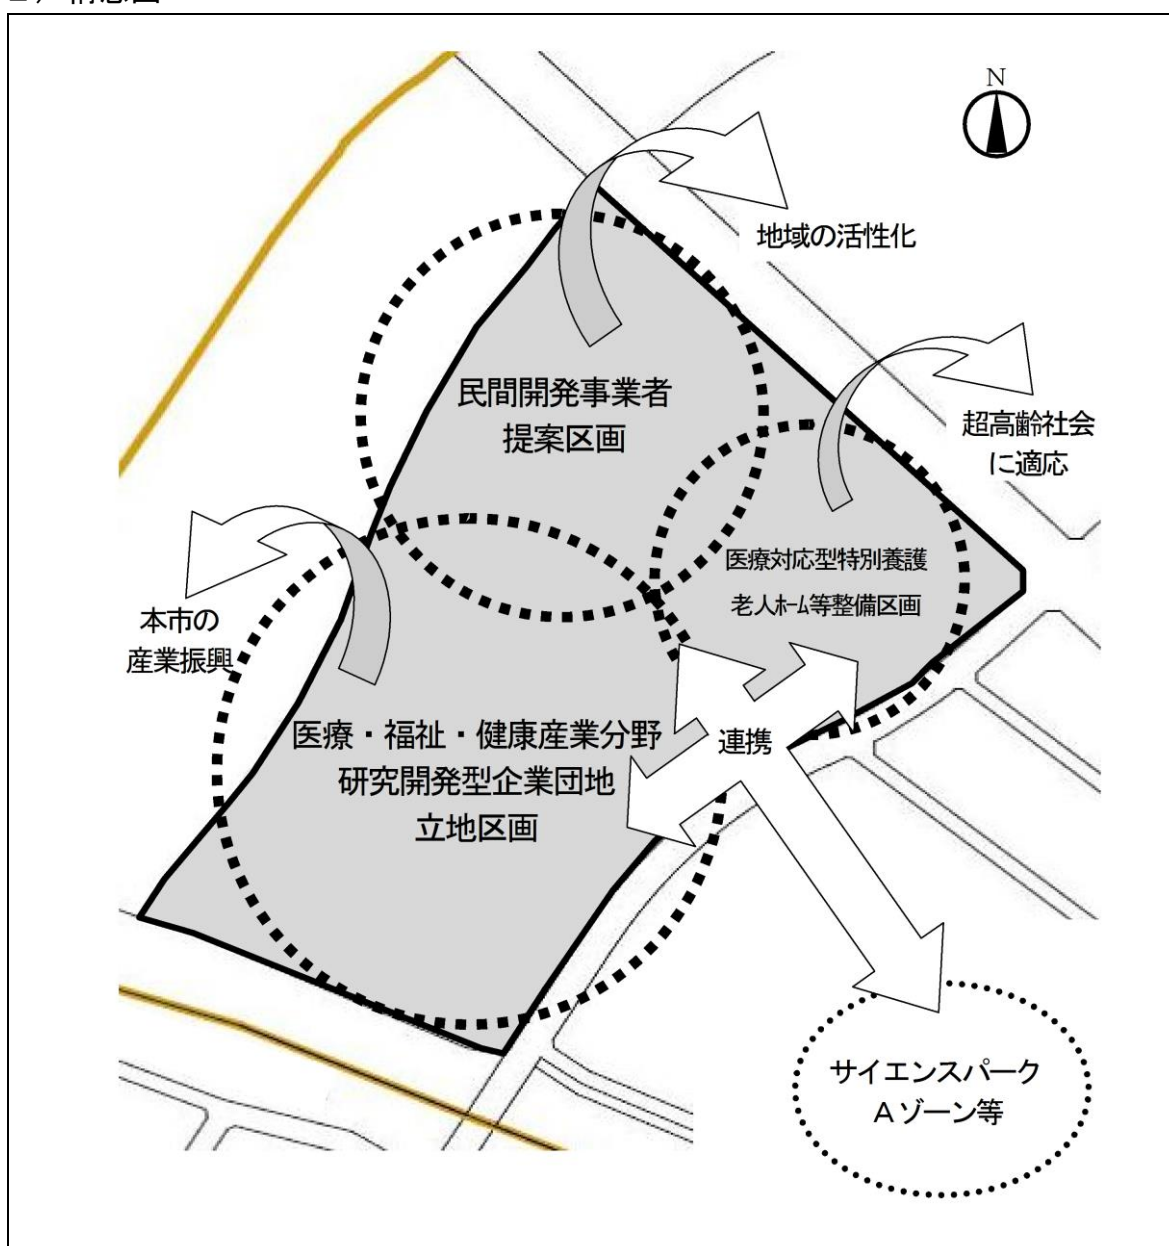 N
地域の活性化
民間開発事業者
提案区画
超高齢社会
に適応
医療対応型特別養護
老人ホーム等整備区画
本市の
産業振興
医療・福祉・健康産業分野
研究開発型企業団地
立地区画
連携
サイエンスパーク
Aゾーン等